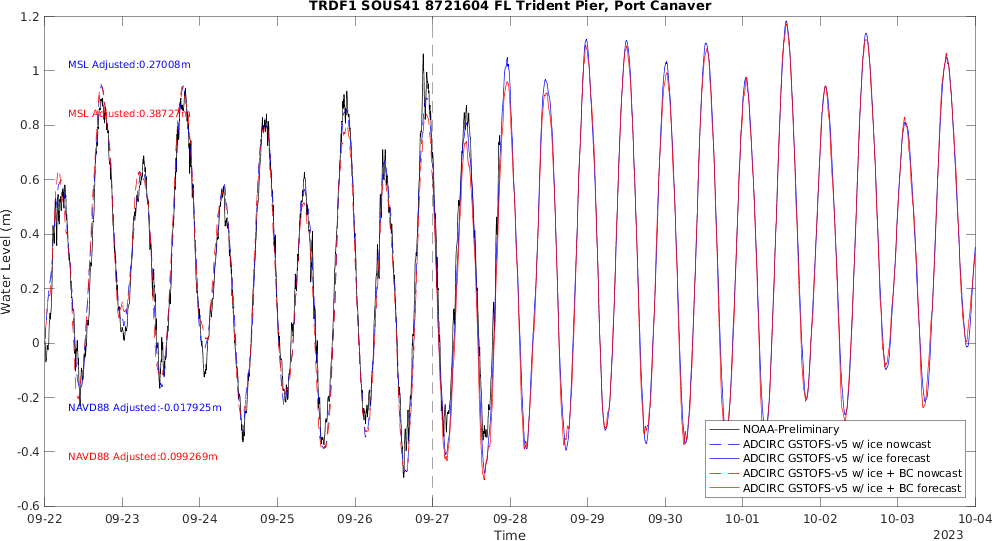 TRDF1 SOUS41 8721604 FL Trident Pier, Port Canaver
1.2
1
0.8
0.6
0.4
0.2
0
-0.2
-0.4
-0.6
Water Level (m)
MSL Adjusted:0.27008m
MSL Adjusted:0.38727m
NAVD88 Adjusted:-0.017925m
NAVD88 Adjusted:0.099269m
NOAA-Preliminary
ADCIRC GSTOFS-v5 w/ ice nowcast
ADCIRC GSTOFS-v5 w/ ice forecast
ADCIRC GSTOFS-v5 w/ ice + BC nowcast
ADCIRC GSTOFS-v5 w/ ice + BC forecast
09-22 09-23 09-24 09-25 09-26 09-27 09-28 09-29 09-30 10-01 10-02 10-03 10-04
Time
2023